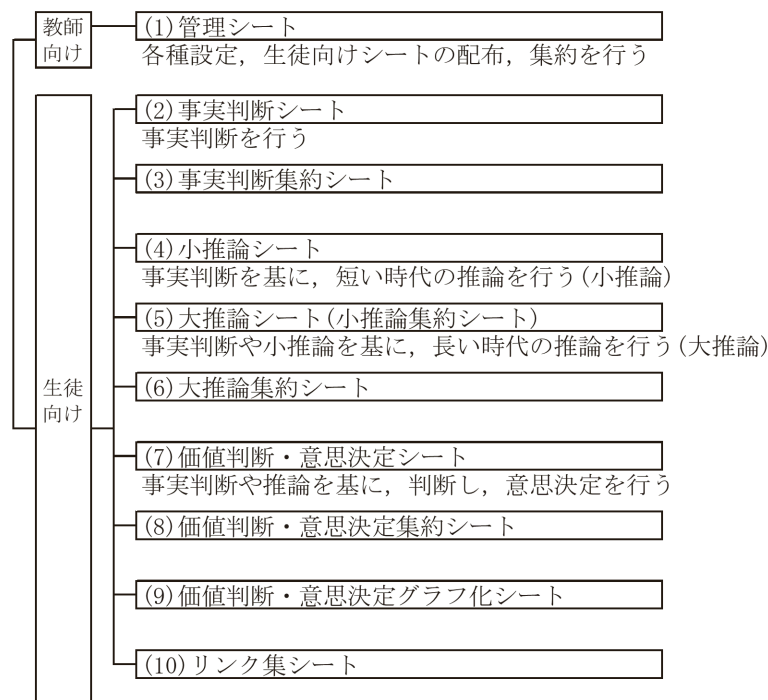 教師
向け
(1)管理シート
各種設定，生徒向けシートの配布，集約を行う
(2)事実判断シート
事実判断を行う
(3)事実判断集約シート
(4)小推論シート
事実判断を基に，短い時代の推論を行う(小推論)
(5)大推論シート(小推論集約シート)
事実判断や小推論を基に，長い時代の推論を行う(大推論)
生徒
向け
(6)大推論集約シート
(7)価値判断・意思決定シート
事実判断や推論を基に，判断し，意思決定を行う
(8)価値判断・意思決定集約シート
(9)価値判断・意思決定グラフ化シート
(10)リンク集シート